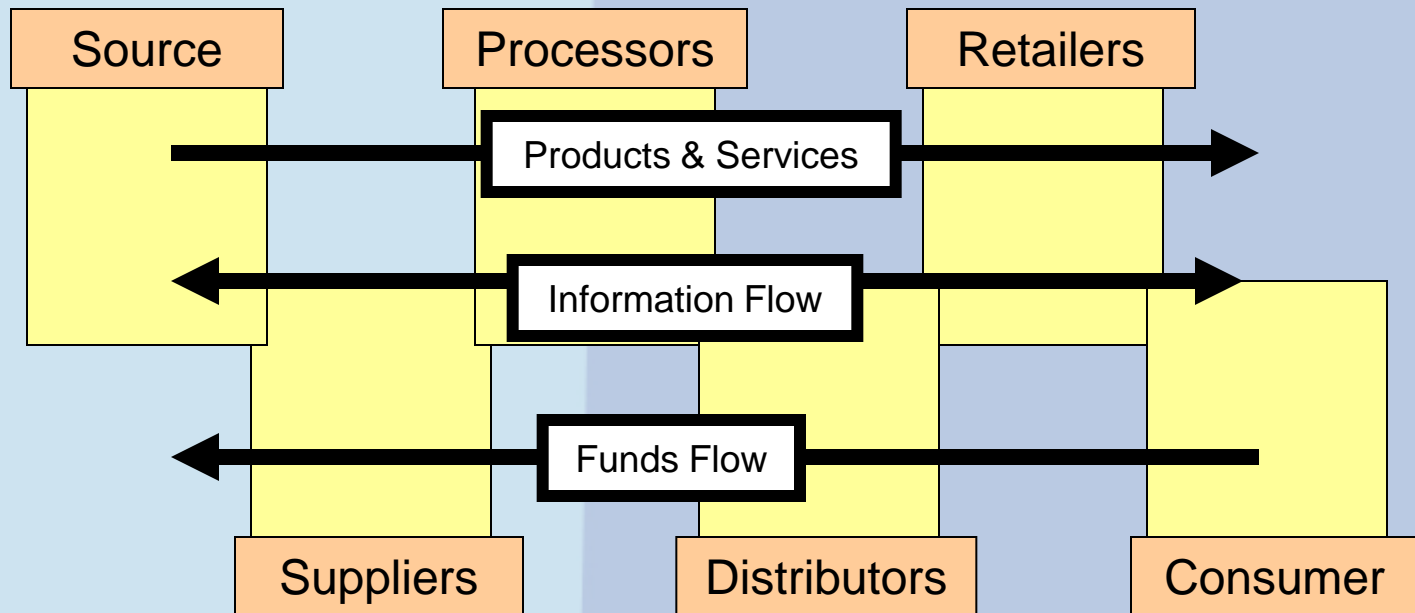 Source
Processors
Retailers
Products & Services
Information Flow
Funds Flow
Suppliers
Distributors
Consumer